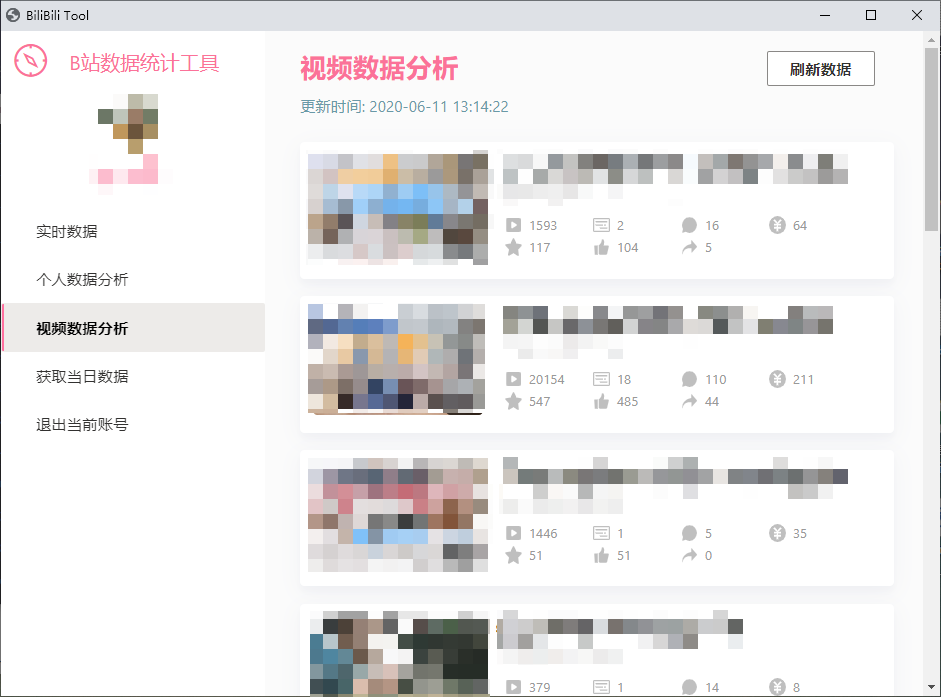 BiliBili Tool
B站数据统计工具
实时数据
个人数据分析
视频数据分析
获取当日数据
退出当前账号
视频数据分析
刷新数据
更新时间: 2020-06-11 13:14:22
1593 2 16 64
117 104 5
20154 18 110 211
547 485 44
1446 1 5 35
51 51 0
379 1 14 8